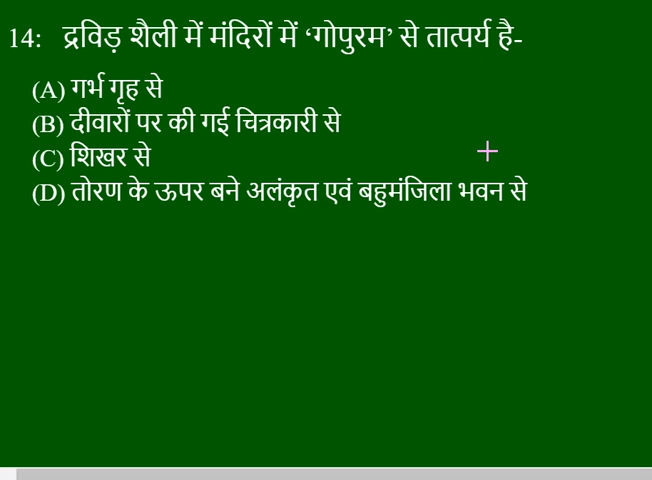 14: द्रविड़ शैली में मंदिरों में ‘गोपुरम’ से तात्पर्य है-
(A) गर्भ गृह से
(B) दीवारों पर की गई चित्रकारी से
(C) शिखर से
(D) तोरण के ऊपर बने अलंकृत एवं बहुमंजिला भवन से